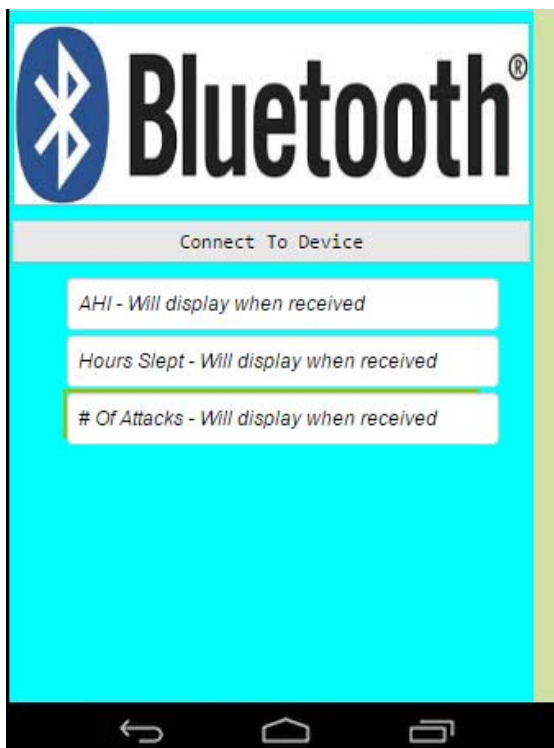 Bluetooth®
Connect To Device
AHI - Will display when received
Hours Slept - Will display when received
# Of Attacks - Will display when received